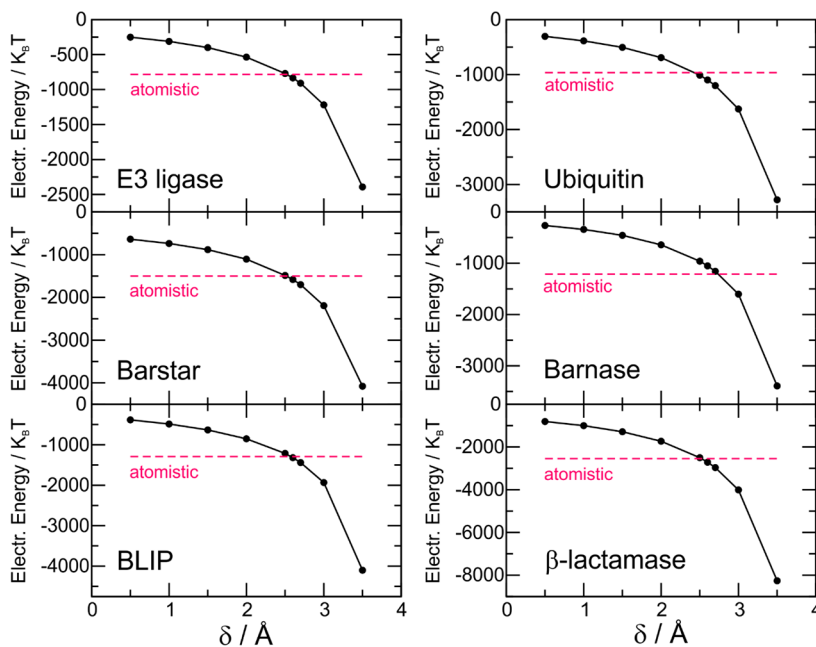 0
-500
-1000
-1500
-2000
-2500
Electr. Energy / K_BT
atomistic
E3 ligase
0
-1000
-2000
-3000
Electr. Energy / K_BT
atomistic
Ubiquitin
0
-1000
-2000
-3000
-4000
Electr. Energy / K_BT
atomistic
Barstar
0
-1000
-2000
-3000
Electr. Energy / K_BT
atomistic
Barnase
0
-1000
-2000
-3000
-4000
Electr. Energy / K_BT
atomistic
BLIP
0 1 2 3 4
δ / Å
0
-2000
-4000
-6000
-8000
Electr. Energy / K_BT
atomistic
β-lactamase
0 1 2 3 4
δ / Å